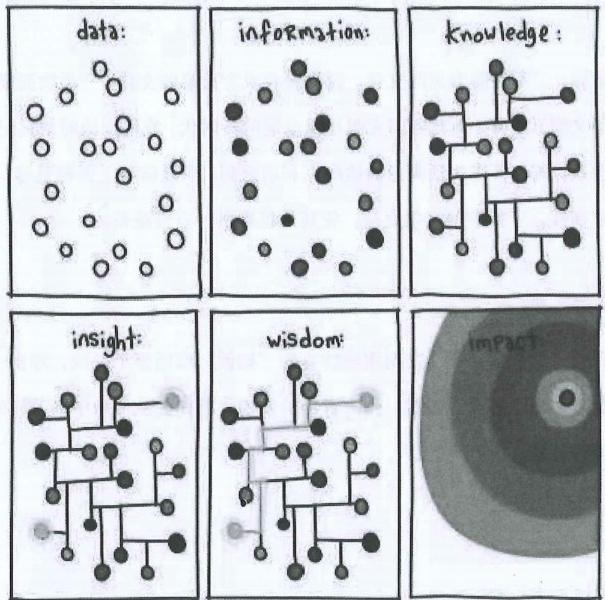 data:
information:
knowledge:
insight:
wisdom:
impact